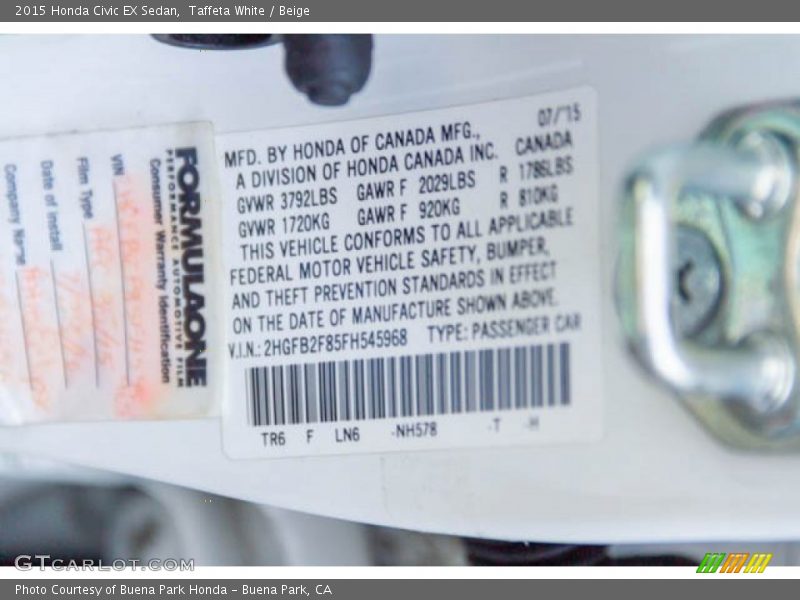 2015 Honda Civic EX Sedan, Taffeta White / Beige
07/15
MFD. BY HONDA OF CANADA MFG.,
A DIVISION OF HONDA CANADA INC. CANADA
GVWR 3792LBS GAWR F 2029LBS R 1786LBS
GVWR 1720KG GAWR F 920KG R 810KG
THIS VEHICLE CONFORMS TO ALL APPLICABLE
FEDERAL MOTOR VEHICLE SAFETY, BUMPER,
AND THEFT PREVENTION STANDARDS IN EFFECT
ON THE DATE OF MANUFACTURE SHOWN ABOVE.
V.I.N.: 2HGFB2F85FH545968 TYPE: PASSENGER CAR
TR6 F LN6 -NH578 -T -H
FORMULAONE
PERFORMANCE AUTOMOTIVE FILM
Consumer Warranty Identification
VIN
Film Type
Date of Install
Company Name
GTCARLOT.COM
Photo Courtesy of Buena Park Honda – Buena Park, CA